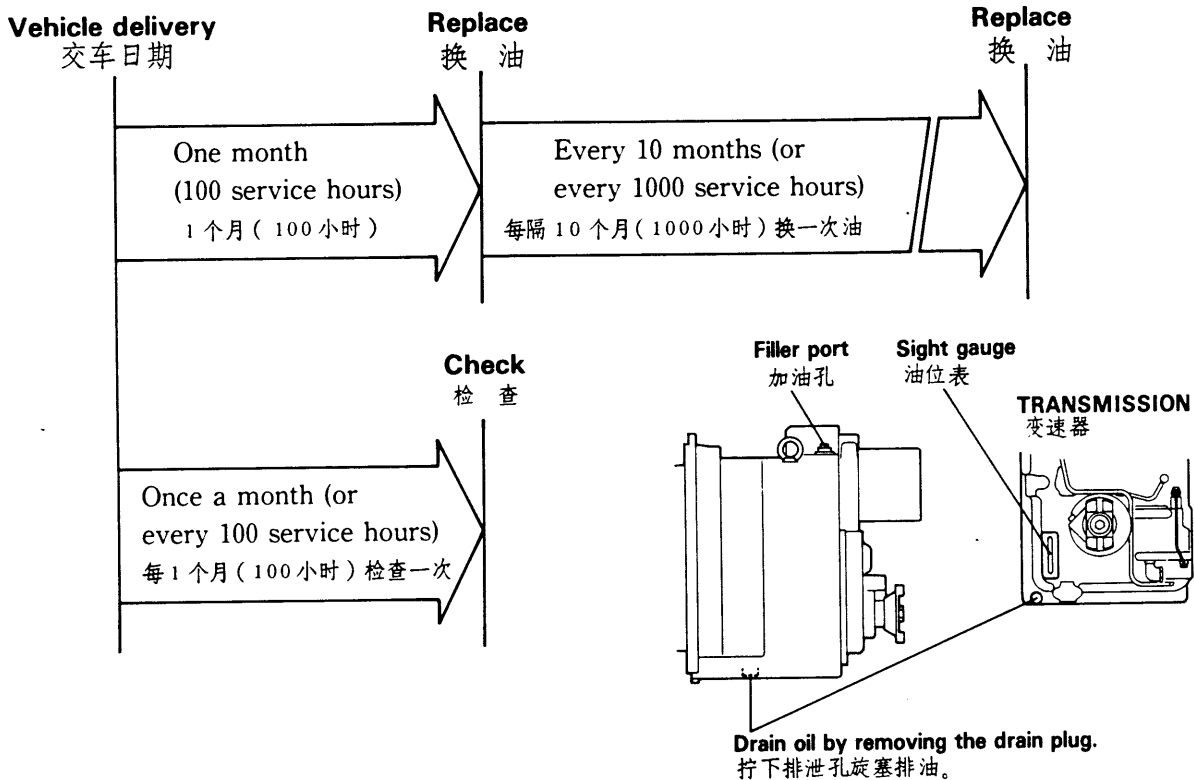 Vehicle delivery
交车日期
Replace
换 油
Replace
换 油
One month
(100 service hours)
1个月(100小时)
Every 10 months (or
every 1000 service hours)
每隔10个月(1000小时)换一次油
Check
检 查
Once a month (or
every 100 service hours)
每1个月(100小时)检查一次
Filler port
加油孔
Sight gauge
油位表
TRANSMISSION
变速器
Drain oil by removing the drain plug.
拧下排泄孔旋塞排油。